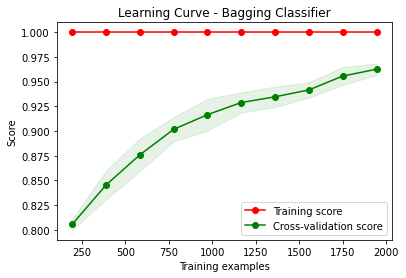 Learning Curve - Bagging Classifier
1.000
0.975
0.950
0.925
0.900
0.875
0.850
0.825
0.800
Score
Training score
Cross-validation score
250 500 750 1000 1250 1500 1750 2000
Training examples